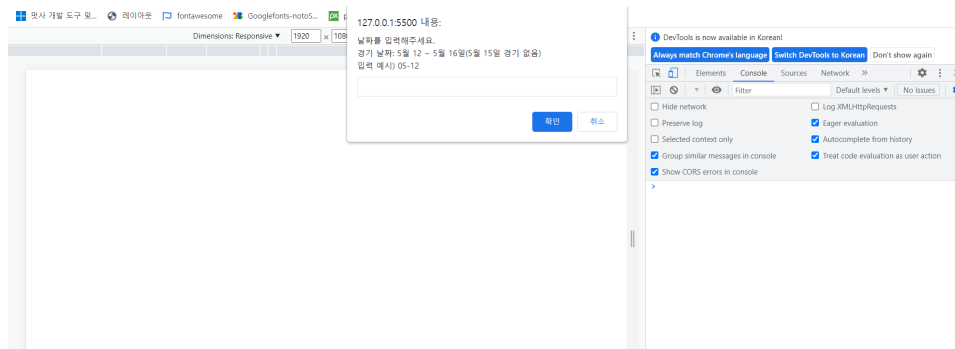 멋사 개발 도구 및...
레이아웃
fontawesome
Googlefonts-notoS...
Dimensions: Responsive ▼ 1920 × 108
127.0.0.1:5500 내용:
날짜를 입력해주세요.
경기 날짜: 5월 12 ~ 5월 16일(5월 15일 경기 없음)
입력 예시) 05-12
확인 취소
DevTools is now available in Korean!
Always match Chrome's language Switch DevTools to Korean Don't show again
Elements Console Sources Network »
Filter Default levels ▼ No Issues
Hide network
Log XMLHttpRequests
Preserve log
Eager evaluation
Selected context only
Autocomplete from history
Group similar messages in console
Treat code evaluation as user action
Show CORS errors in console
>